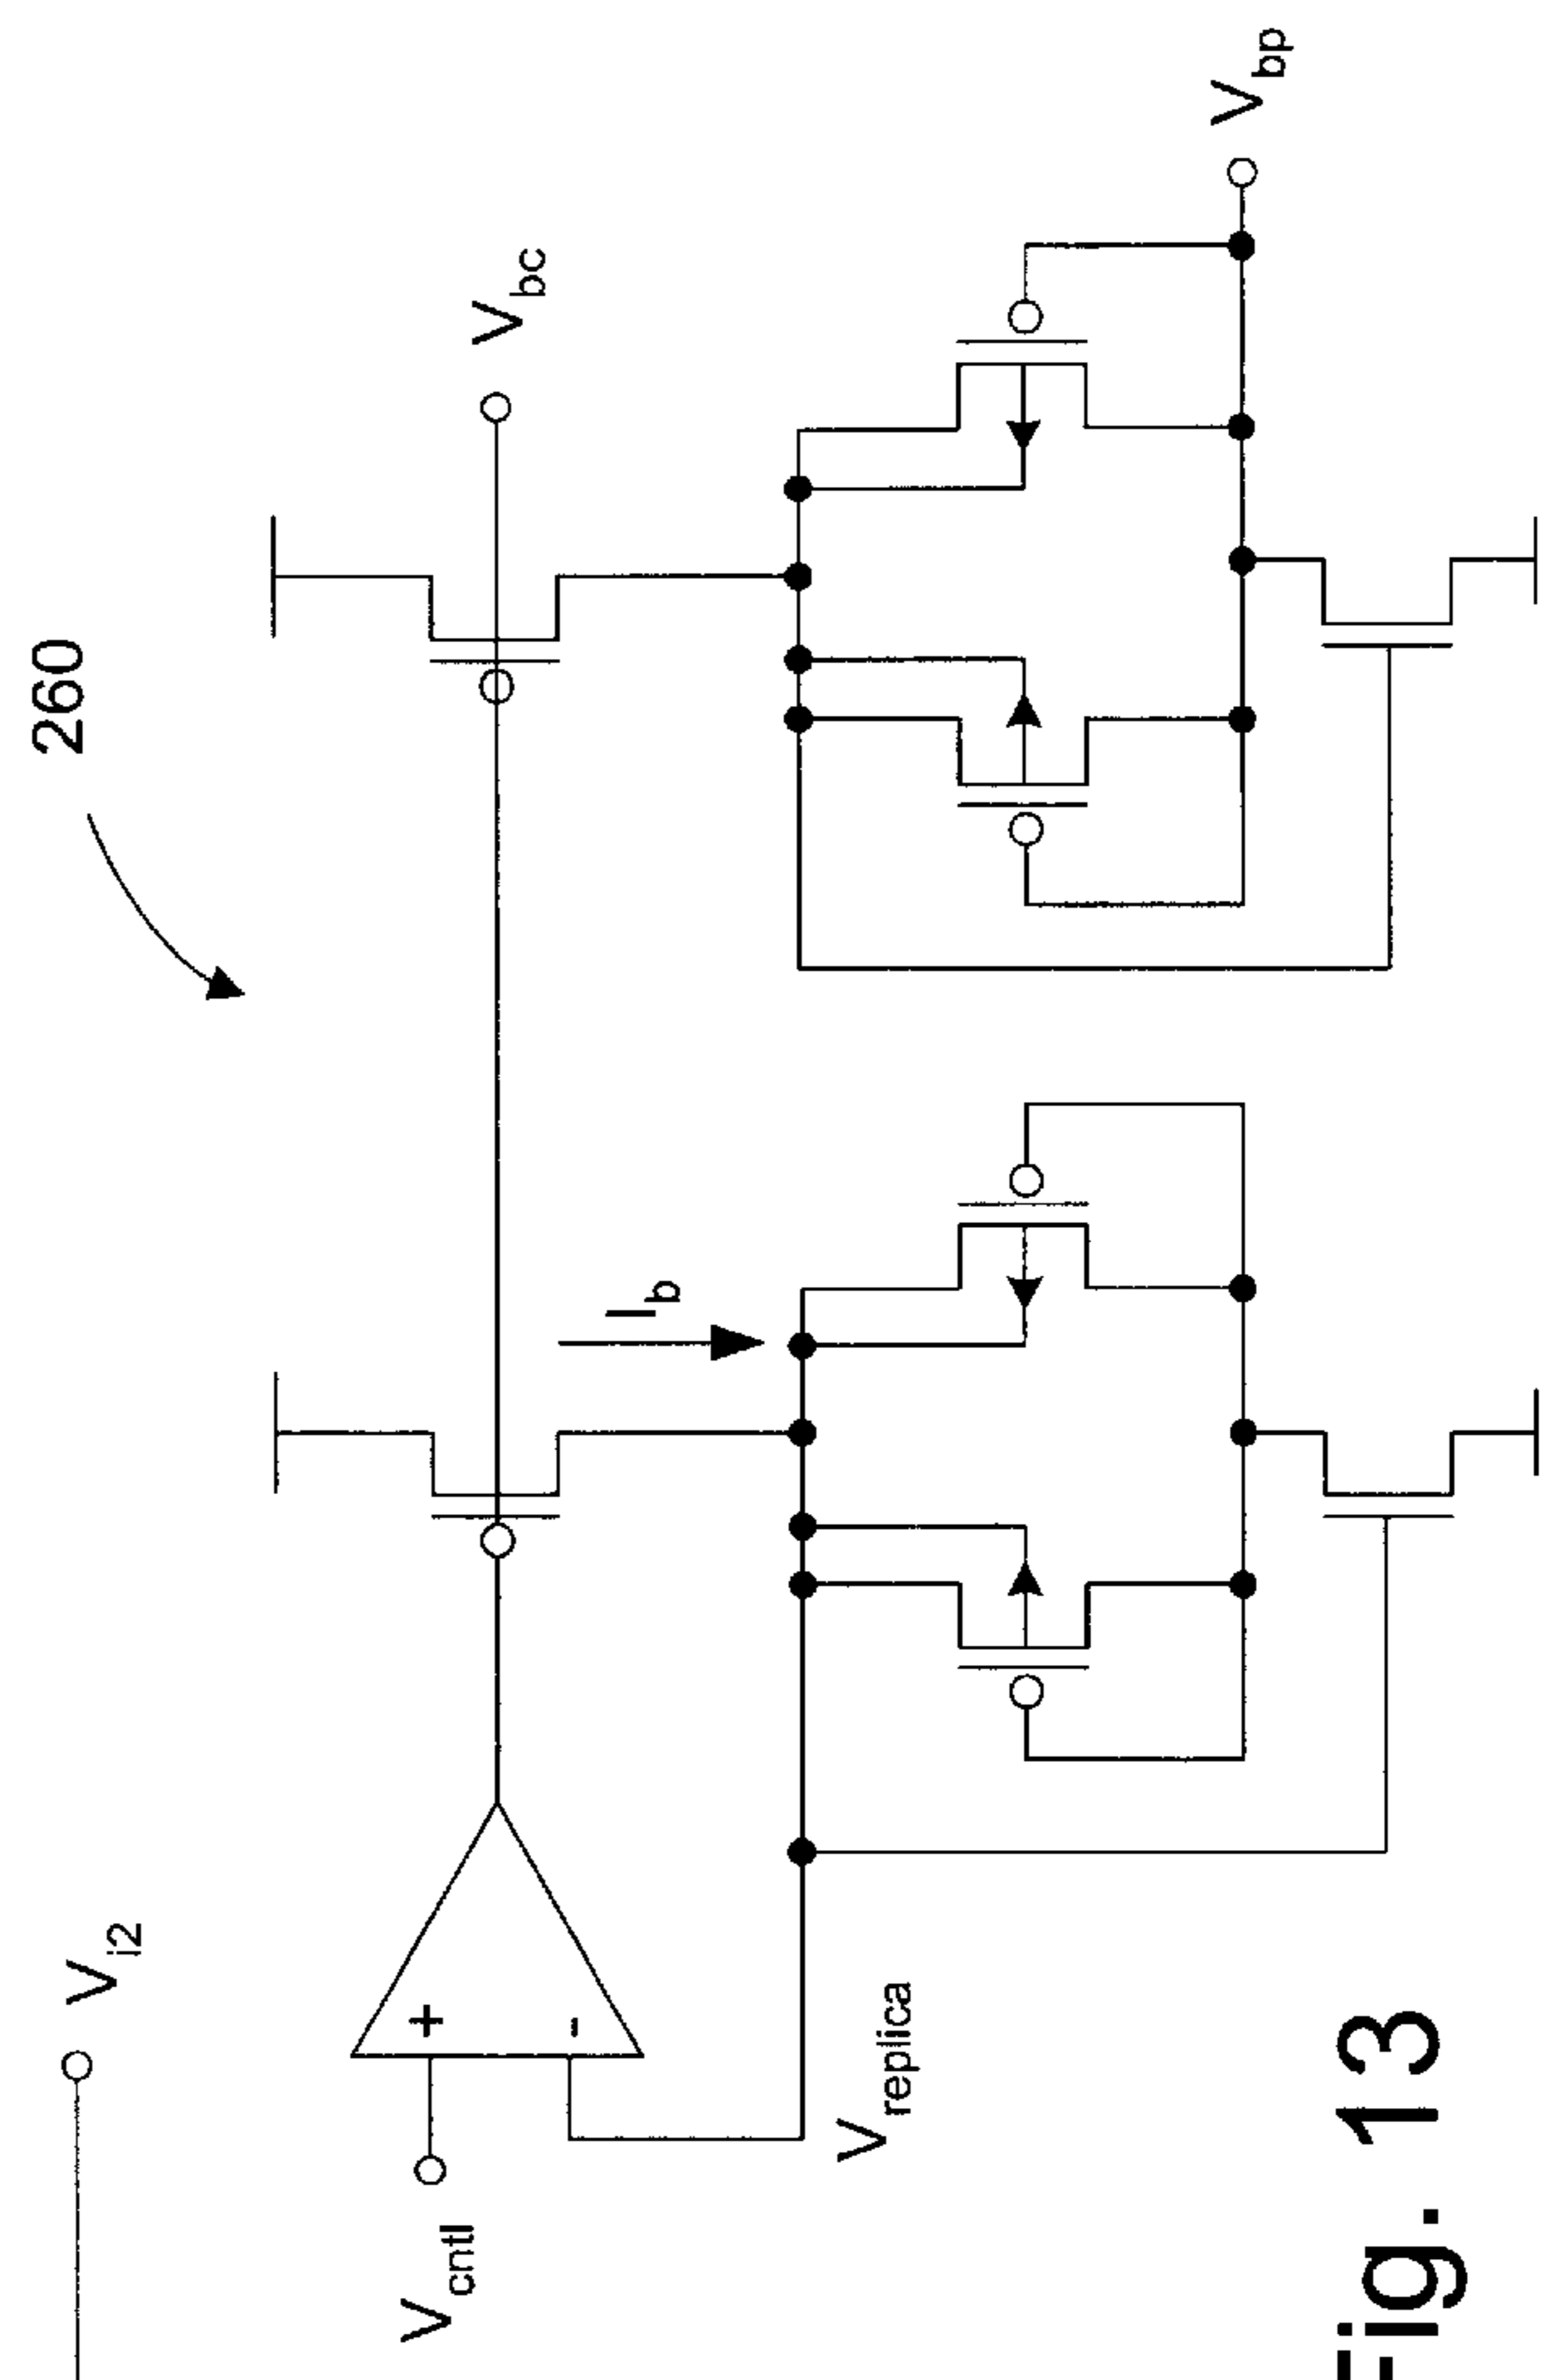 260
V_i2
V_cntl
+
-
V_replica
I_b
V_bc
V_bp
Fig. 13